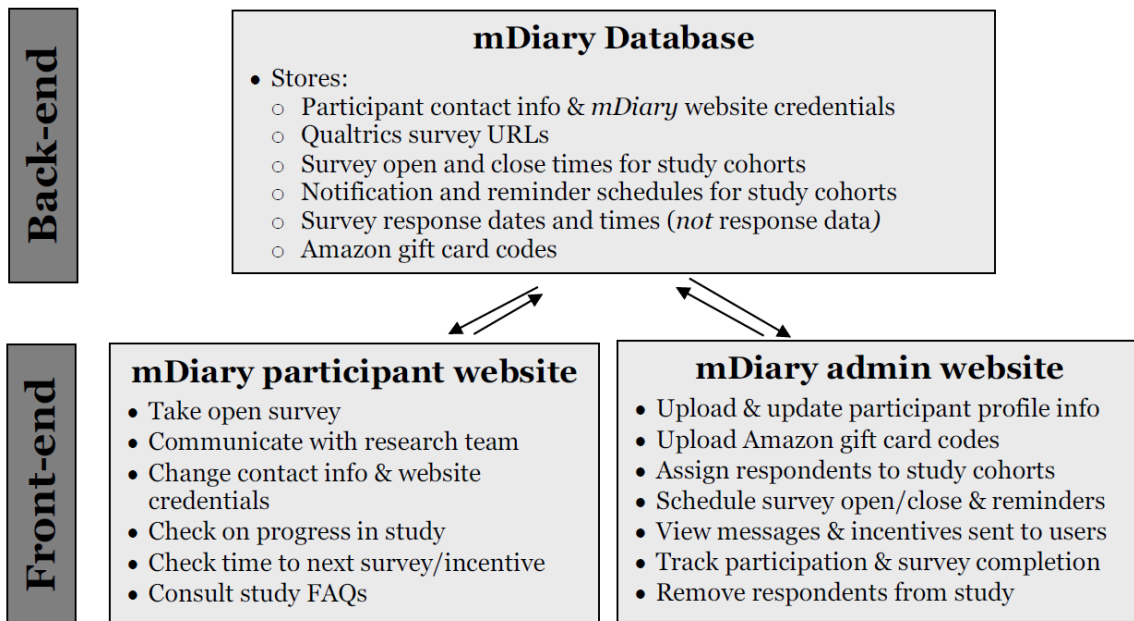 Back-end
mDiary Database
• Stores:
○ Participant contact info & mDiary website credentials
○ Qualtrics survey URLs
○ Survey open and close times for study cohorts
○ Notification and reminder schedules for study cohorts
○ Survey response dates and times (not response data)
○ Amazon gift card codes
Front-end
mDiary participant website
• Take open survey
• Communicate with research team
• Change contact info & website
credentials
• Check on progress in study
• Check time to next survey/incentive
• Consult study FAQs
mDiary admin website
• Upload & update participant profile info
• Upload Amazon gift card codes
• Assign respondents to study cohorts
• Schedule survey open/close & reminders
• View messages & incentives sent to users
• Track participation & survey completion
• Remove respondents from study